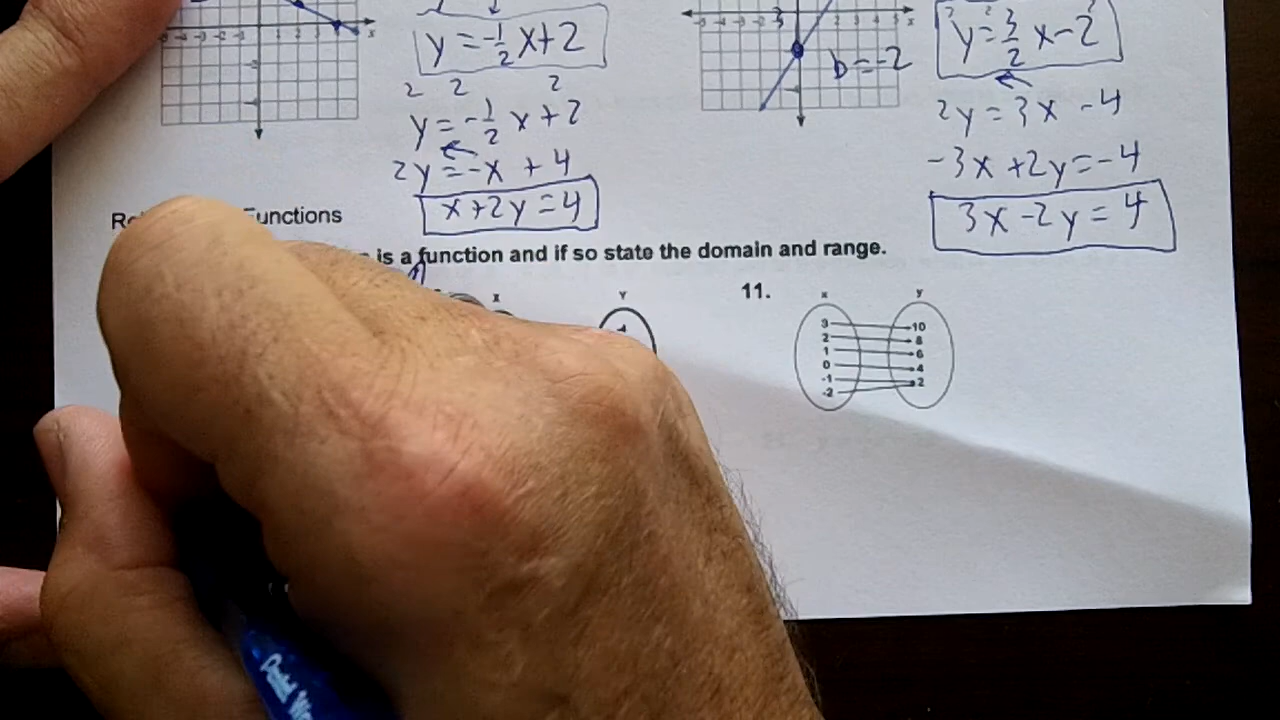 y = -1/2 x + 2
2 2 2
y = -1/2 x + 2
2y = -x + 4
x + 2y = 4
b = -2
y = 3/2 x - 2
2y = 3x - 4
-3x + 2y = -4
3x - 2y = 4
unctions
is a function and if so state the domain and range.
x Y
11.
x y
3 10
2 8
1 6
0 4
-1 2
-2